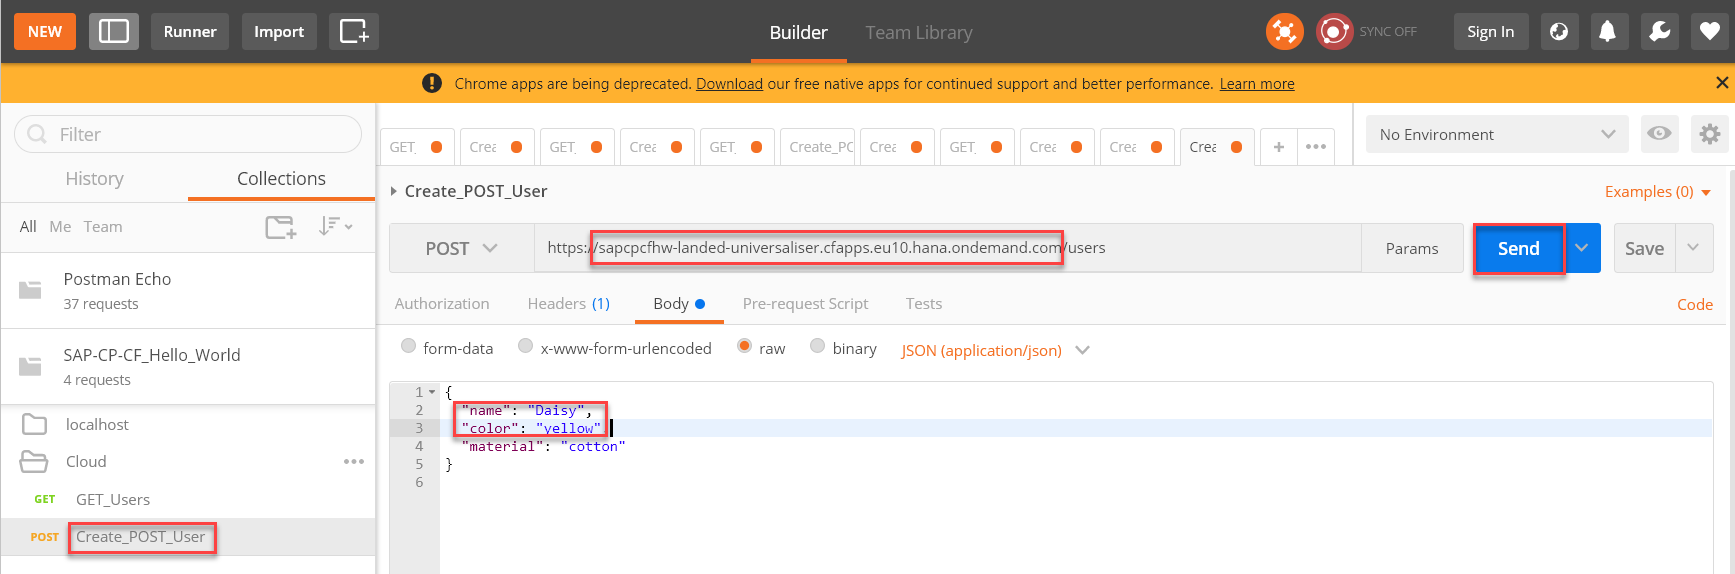 NEW Runner Import Builder Team Library SYNC OFF Sign In
Chrome apps are being deprecated. Download our free native apps for continued support and better performance. Learn more
Filter
History Collections
All Me Team
Postman Echo
37 requests
SAP-CP-CF_Hello_World
4 requests
localhost
Cloud
GET GET_Users
POST Create_POST_User
GET_ Crea GET_ Crea GET_ Create_PO Crea GET_ Crea Crea Crea
No Environment
Create_POST_User Examples (0)
POST https://sapcpcfhw-landed-universaliser.cfapps.eu10.hana.ondemand.com/users Params Send Save
Authorization Headers (1) Body Pre-request Script Tests Code
form-data x-www-form-urlencoded raw binary JSON (application/json)
1 {
2 "name": "Daisy",
3 "color": "yellow"
4 "material": "cotton"
5 }
6